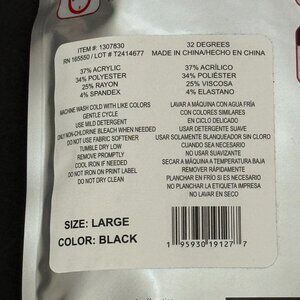 ITEM #: 1307830
RN 165550 / LOT # T2414677
37% ACRYLIC
34% POLYESTER
25% RAYON
4% SPANDEX
MACHINE WASH COLD WITH LIKE COLORS
GENTLE CYCLE
USE MILD DETERGENT
ONLY NON-CHLORINE BLEACH WHEN NEEDED
DO NOT USE FABRIC SOFTENER
TUMBLE DRY LOW
REMOVE PROMPTLY
COOL IRON IF NEEDED
DO NOT IRON ON PRINT LABEL
DO NOT DRY CLEAN
32 DEGREES
MADE IN CHINA/HECHO EN CHINA
37% ACRÍLICO
34% POLIÉSTER
25% VISCOSA
4% ELASTANO
LAVAR A MÁQUINA CON AGUA FRÍA
CON COLORES SIMILARES
EN CICLO DELICADO
USAR DETERGENTE SUAVE
USAR SOLAMENTE BLANQUEADOR SIN CLORO
CUANDO SEA NECESARIO
NO USAR SUAVIZANTE
SECAR A MÁQUINA A TEMPERATURA BAJA
REMOVER RÁPIDAMENTE
PLANCHAR EN FRÍO SI ES NECESARIO
NO PLANCHAR LA ETIQUETA IMPRESA
NO LAVAR EN SECO
SIZE: LARGE
COLOR: BLACK
1 95930 19127 7